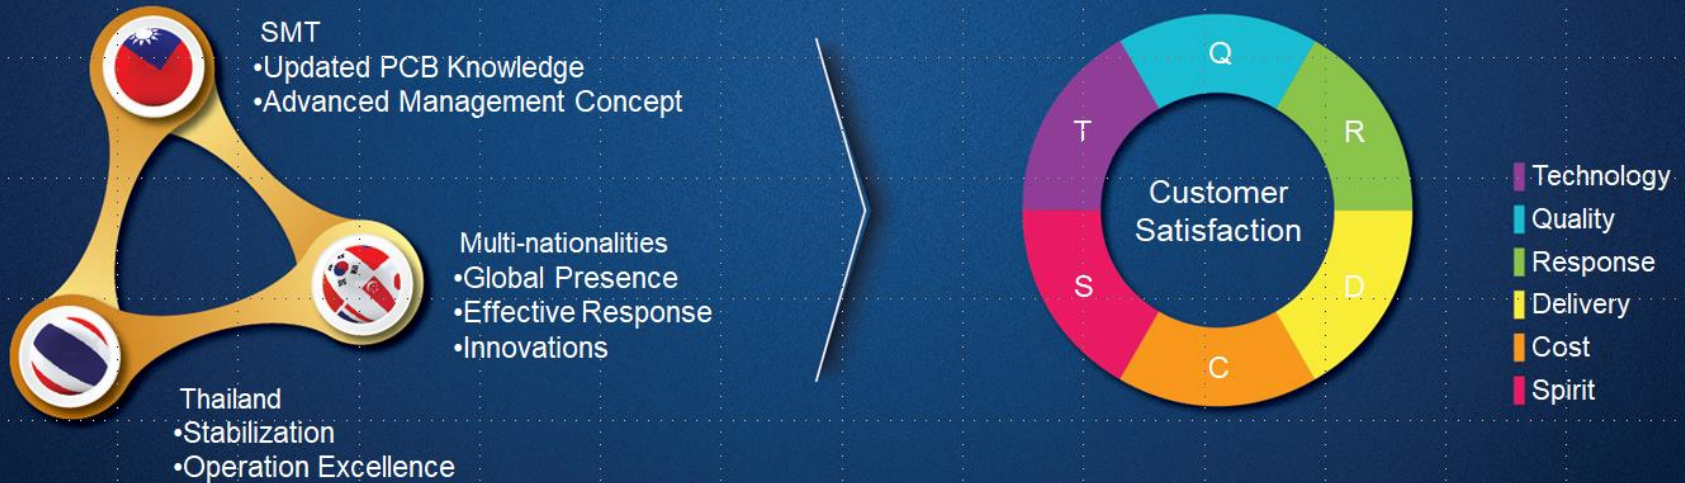 SMT
•Updated PCB Knowledge
•Advanced Management Concept
Multi-nationalities
•Global Presence
•Effective Response
•Innovations
Thailand
•Stabilization
•Operation Excellence
Q
T
R
Customer
Satisfaction
S
D
C
Technology
Quality
Response
Delivery
Cost
Spirit